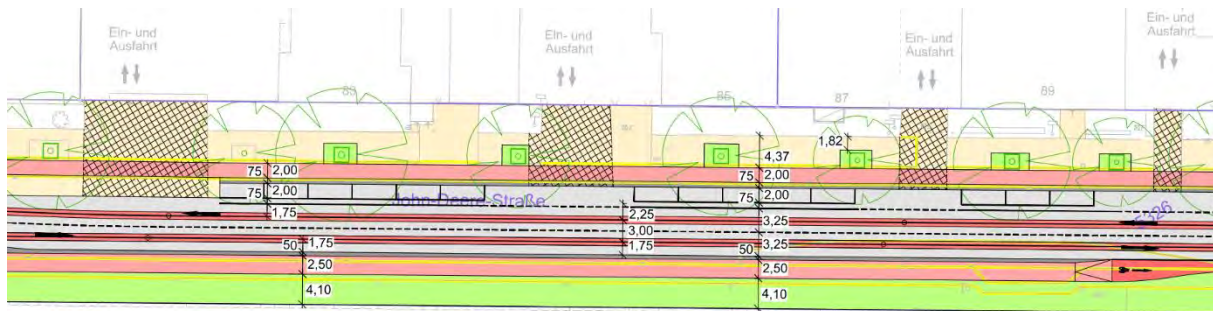 Ein- und
Ausfahrt
Ein- und
Ausfahrt
Ein- und
Ausfahrt
Ein- und
Ausfahrt
83
85
87
89
1,82
4,37
75 2,00
75 2,00
75 2,00
75 2,00
John-Deere-Straße
5326
1,75
2,25
3,25
3,00
50 1,75
1,75
50 3,25
2,50
2,50
4,10
4,10